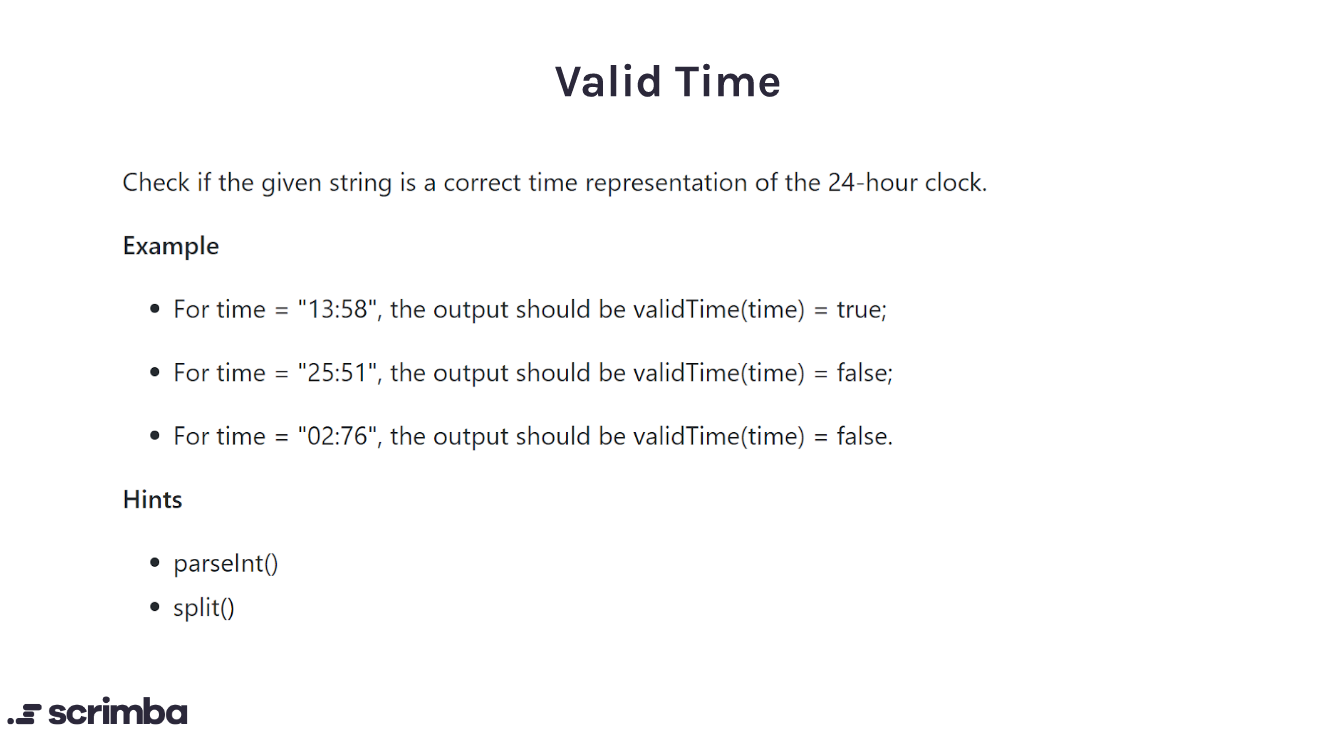 Valid Time
Check if the given string is a correct time representation of the 24-hour clock.
Example
• For time = "13:58", the output should be validTime(time) = true;
• For time = "25:51", the output should be validTime(time) = false;
• For time = "02:76", the output should be validTime(time) = false.
Hints
• parseInt()
• split()
scrimba